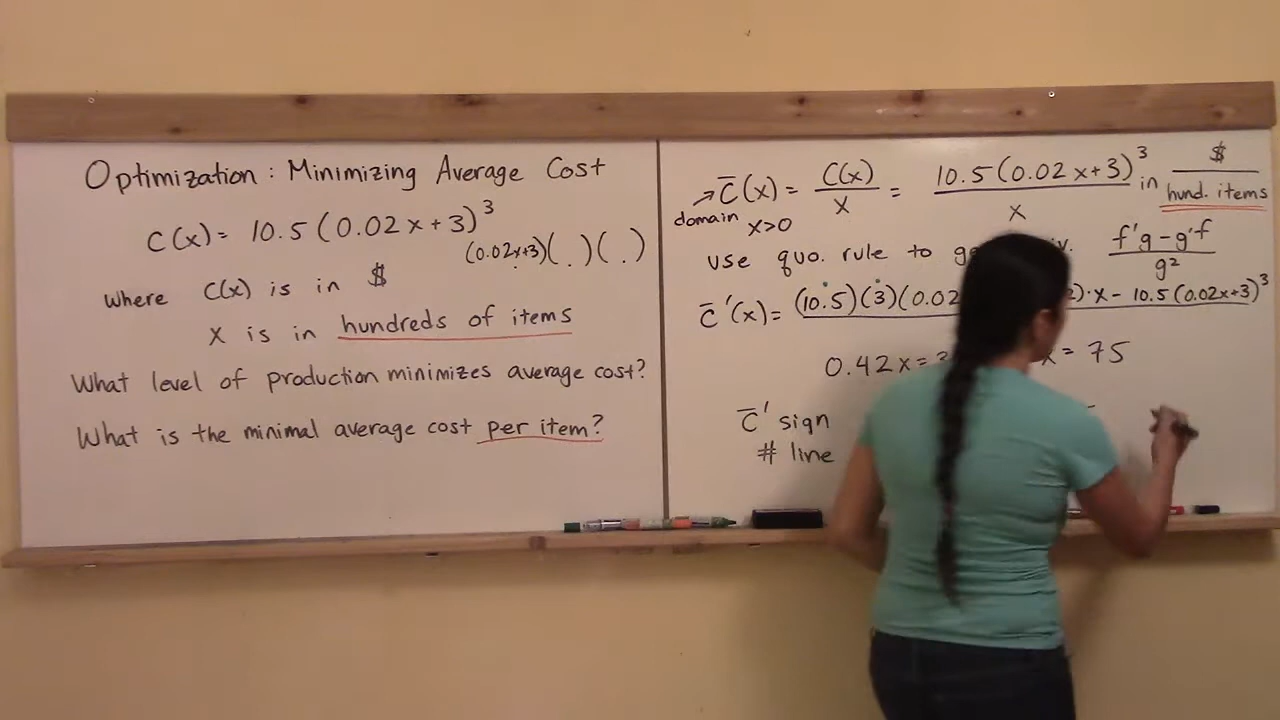 Optimization: Minimizing Average Cost
C(x) = 10.5(0.02x+3)³
(0.02x+3)( . )( . )
where C(x) is in $
x is in hundreds of items
What level of production minimizes average cost?
What is the minimal average cost per item?
→ C̅(x) = C(x)/x = 10.5(0.02x+3)³/x in $/hund. items
domain x>0
use quo. rule to f'g-g'f/g²
C̅'(x) = (10.5)(3)(0.02 )·x - 10.5(0.02x+3)³
0.42x = x = 75
C̅' sign
# line